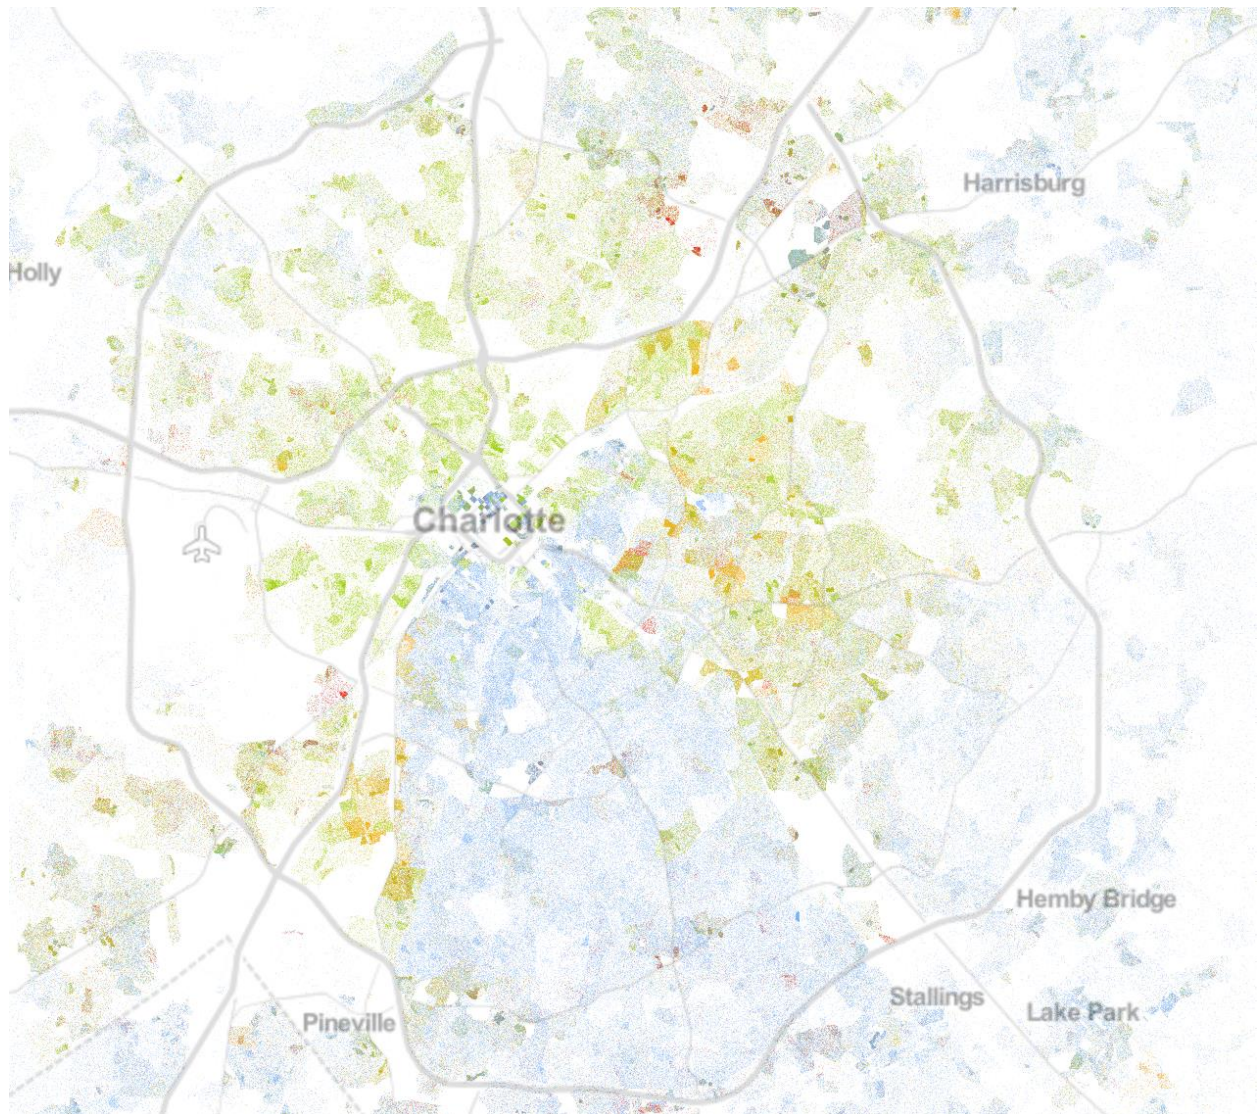 Harrisburg
Holly
Charlotte
Hemby Bridge
Stallings
Lake Park
Pineville